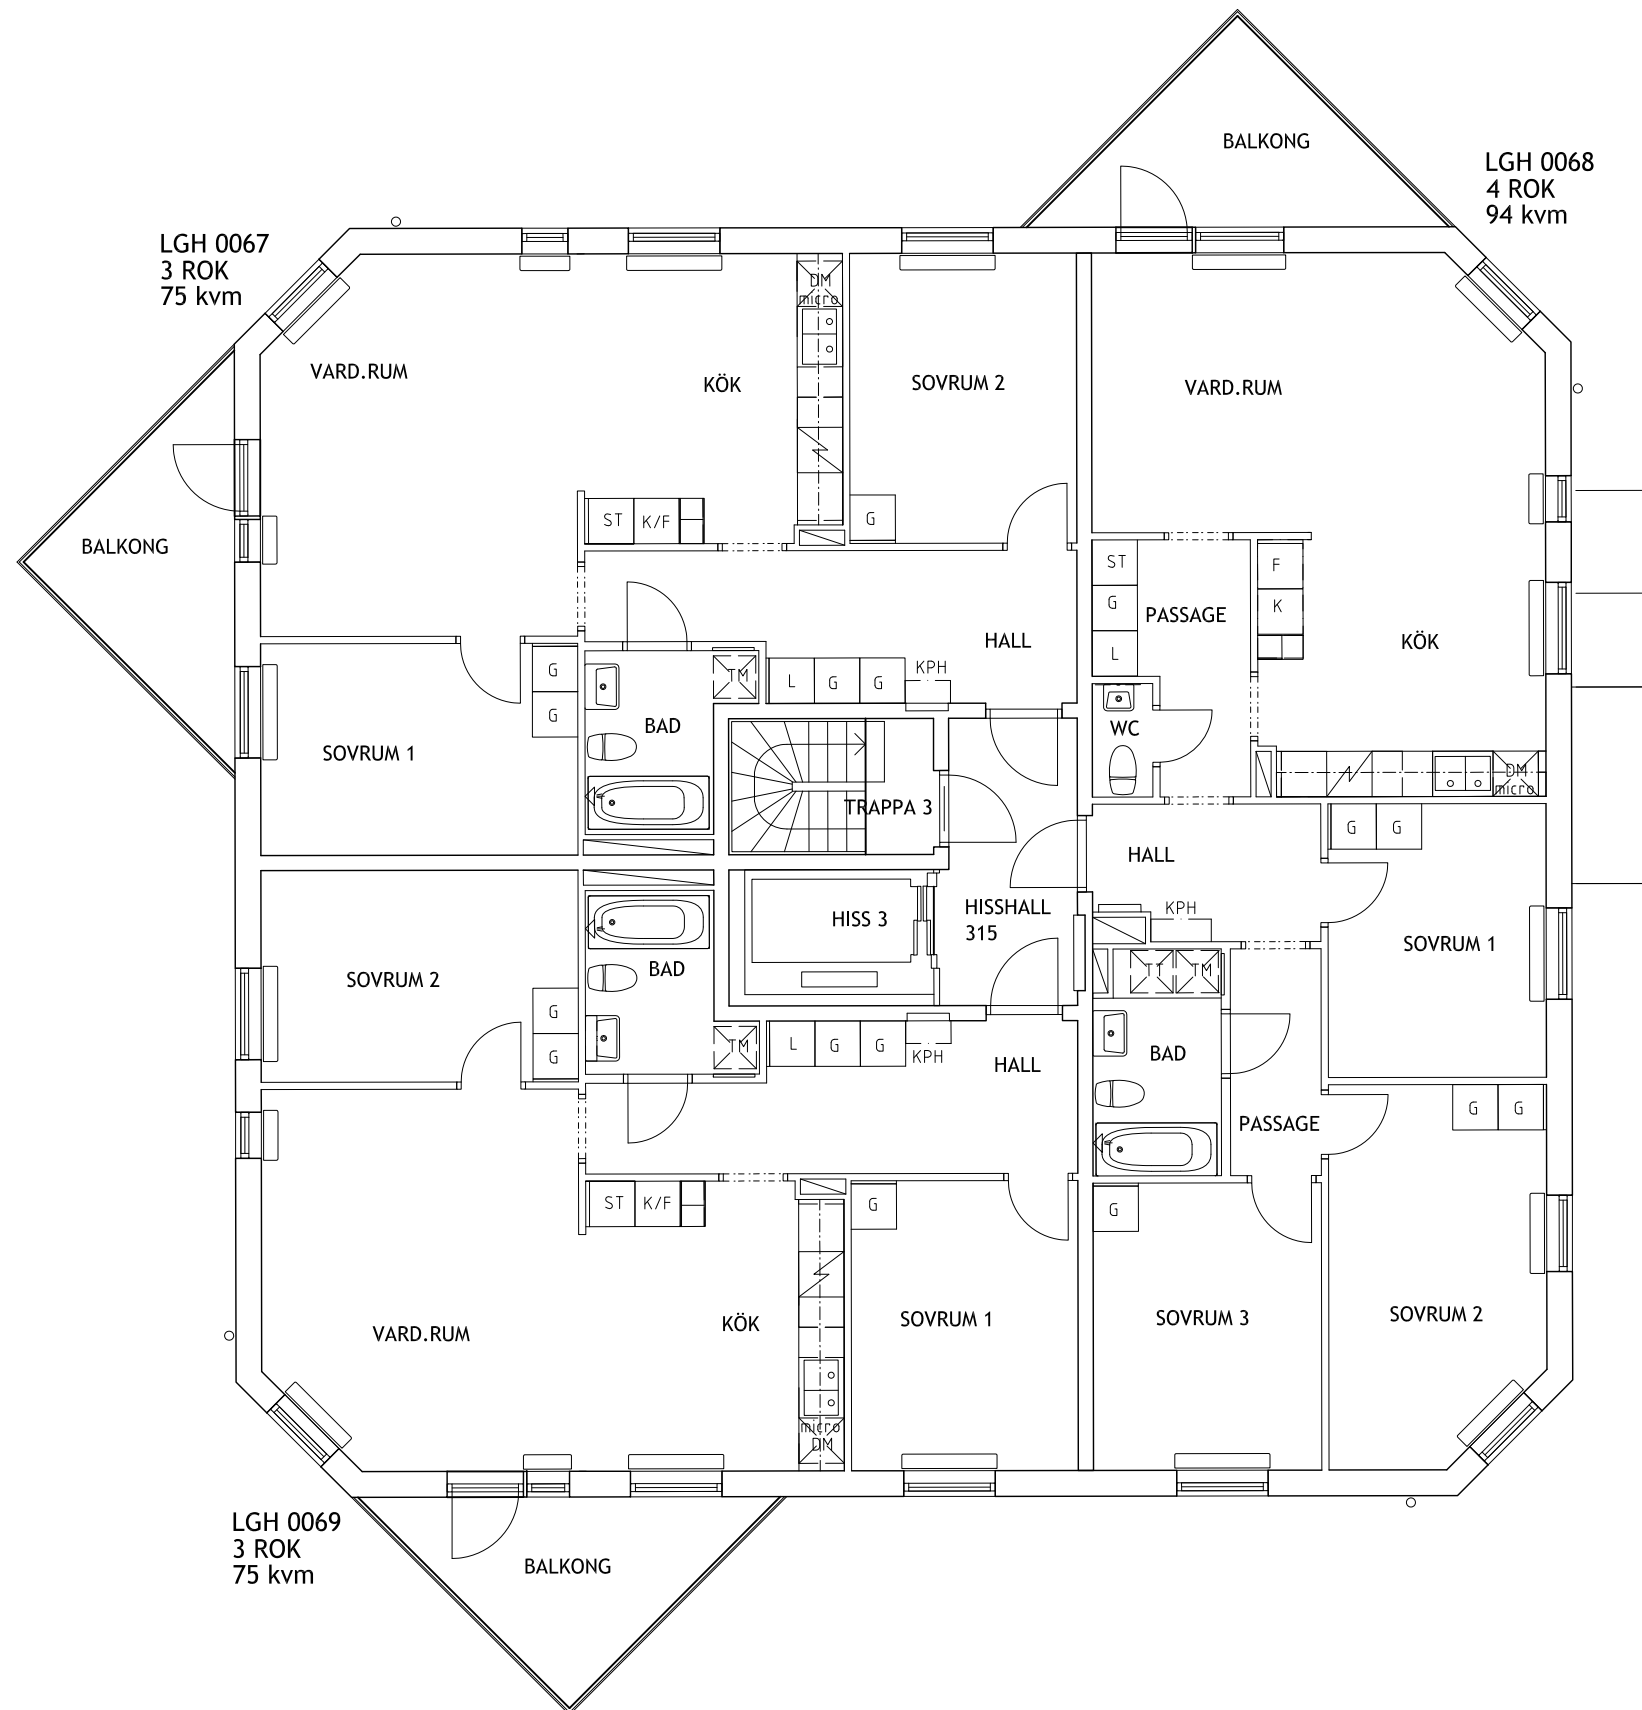 BALKONG
LGH 0068
4 ROK
94 kvm
LGH 0067
3 ROK
75 kvm
DM
micro
VARD.RUM
KÖK
SOVRUM 2
VARD.RUM
ST
K/F
G
BALKONG
ST
F
G
K
PASSAGE
HALL
KÖK
L
G
TM
L
G
G
KPH
G
BAD
WC
SOVRUM 1
DM
micro
TRAPPA 3
G
G
HALL
HISS 3
HISSHALL
315
KPH
SOVRUM 1
BAD
SOVRUM 2
TT
TM
G
G
TM
L
G
G
KPH
HALL
BAD
G
G
PASSAGE
ST
K/F
G
G
VARD.RUM
KÖK
SOVRUM 1
SOVRUM 3
SOVRUM 2
micro
DM
LGH 0069
3 ROK
75 kvm
BALKONG